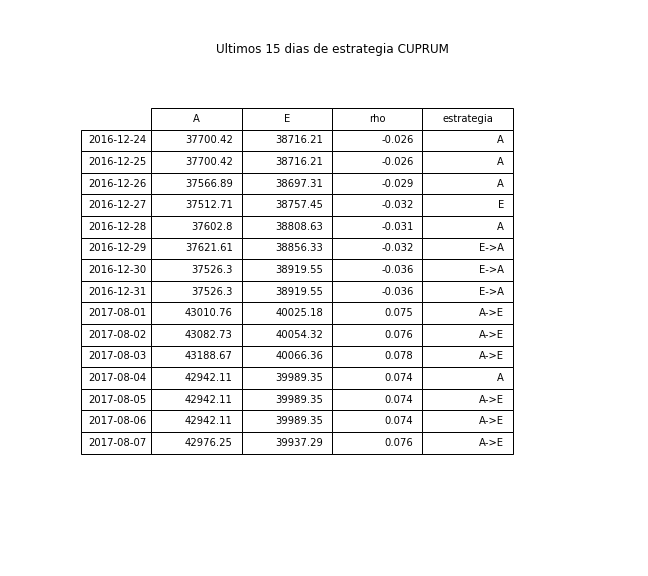 Ultimos 15 dias de estrategia CUPRUM
A E rho estrategia
2016-12-24 37700.42 38716.21 -0.026 A
2016-12-25 37700.42 38716.21 -0.026 A
2016-12-26 37566.89 38697.31 -0.029 A
2016-12-27 37512.71 38757.45 -0.032 E
2016-12-28 37602.8 38808.63 -0.031 A
2016-12-29 37621.61 38856.33 -0.032 E->A
2016-12-30 37526.3 38919.55 -0.036 E->A
2016-12-31 37526.3 38919.55 -0.036 E->A
2017-08-01 43010.76 40025.18 0.075 A->E
2017-08-02 43082.73 40054.32 0.076 A->E
2017-08-03 43188.67 40066.36 0.078 A->E
2017-08-04 42942.11 39989.35 0.074 A
2017-08-05 42942.11 39989.35 0.074 A->E
2017-08-06 42942.11 39989.35 0.074 A->E
2017-08-07 42976.25 39937.29 0.076 A->E